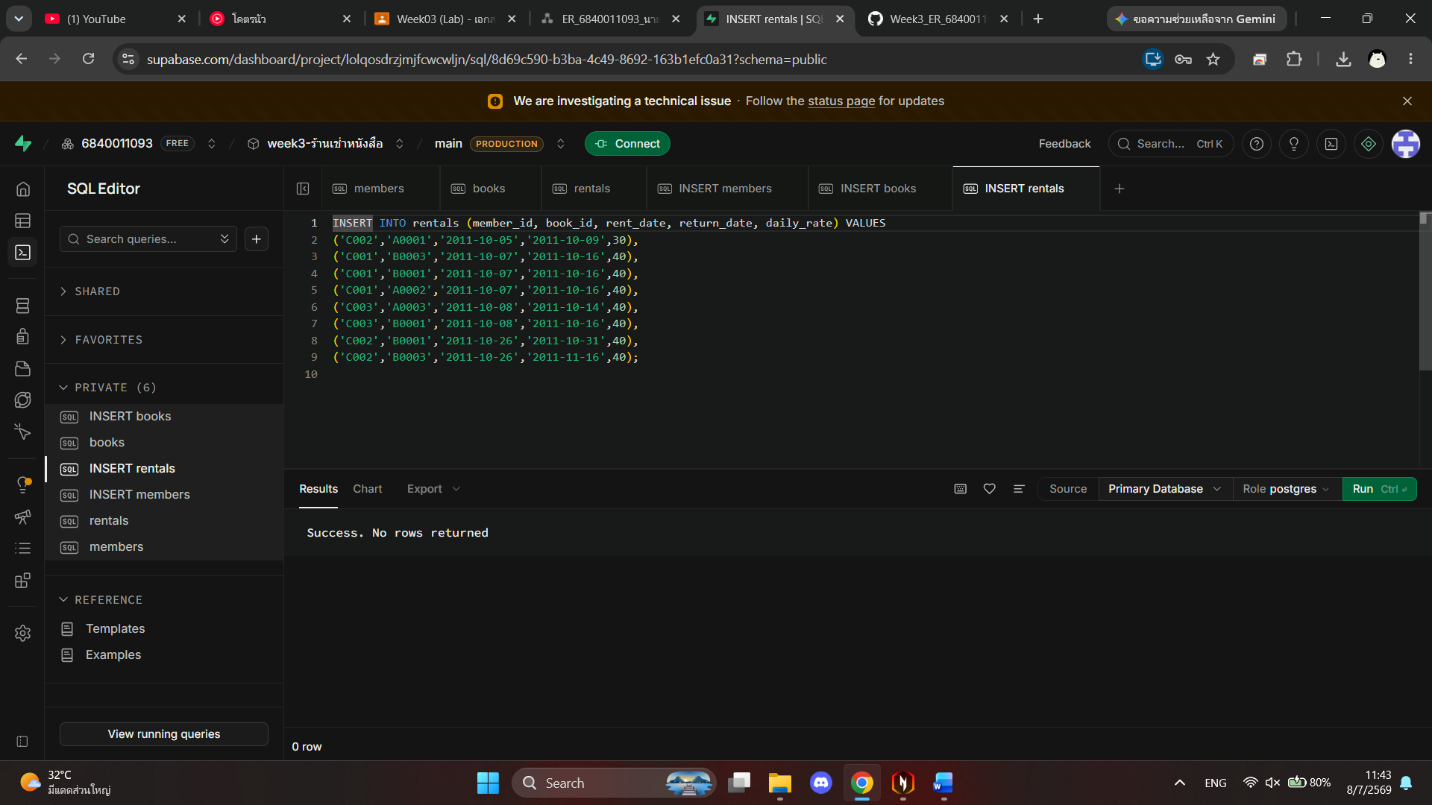 (1) YouTube
โคตรนัว
Week03 (Lab) - เอกส
ER_6840011093_นาย
INSERT rentals | SQL
Week3_ER_6840011
ขอความช่วยเหลือจาก Gemini
supabase.com/dashboard/project/lolqosdrzjmjfcwcwljn/sql/8d69c590-b3ba-4c49-8692-163b1efc0a31?schema=public
We are investigating a technical issue · Follow the status page for updates
6840011093 FREE
week3-ร้านเช่าหนังสือ
main PRODUCTION
Connect
Feedback
Search... Ctrl K
SQL Editor
members
books
rentals
INSERT members
INSERT books
INSERT rentals
Search queries...
SHARED
FAVORITES
PRIVATE (6)
INSERT books
books
INSERT rentals
INSERT members
rentals
members
REFERENCE
Templates
Examples
View running queries
1 INSERT INTO rentals (member_id, book_id, rent_date, return_date, daily_rate) VALUES
2 ('C002','A0001','2011-10-05','2011-10-09',30),
3 ('C001','B0003','2011-10-07','2011-10-16',40),
4 ('C001','B0001','2011-10-07','2011-10-16',40),
5 ('C001','A0002','2011-10-07','2011-10-16',40),
6 ('C003','A0003','2011-10-08','2011-10-14',40),
7 ('C003','B0001','2011-10-08','2011-10-16',40),
8 ('C002','B0001','2011-10-26','2011-10-31',40),
9 ('C002','B0003','2011-10-26','2011-11-16',40);
10
Results
Chart
Export
Source
Primary Database
Role postgres
Run Ctrl
Success. No rows returned
0 row
32°C
มีแดดส่วนใหญ่
Search
ENG
80%
11:43
8/7/2569